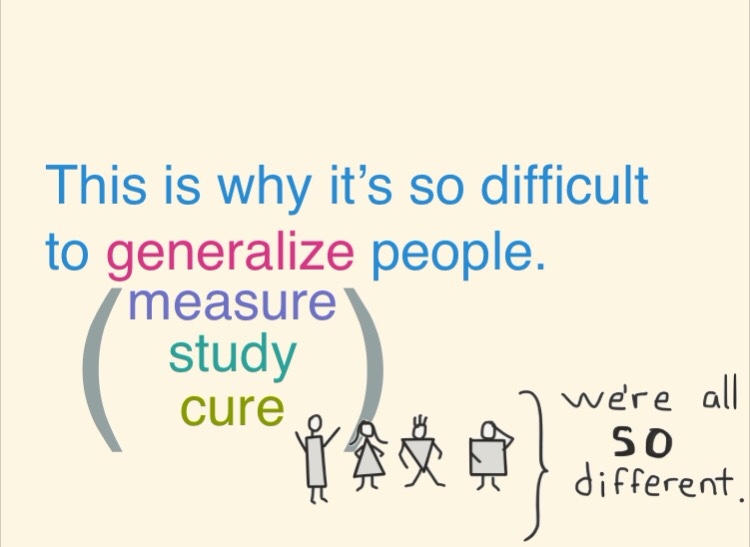 This is why it's so difficult
to generalize people.
(measure
study
cure)
we're all
SO
different.